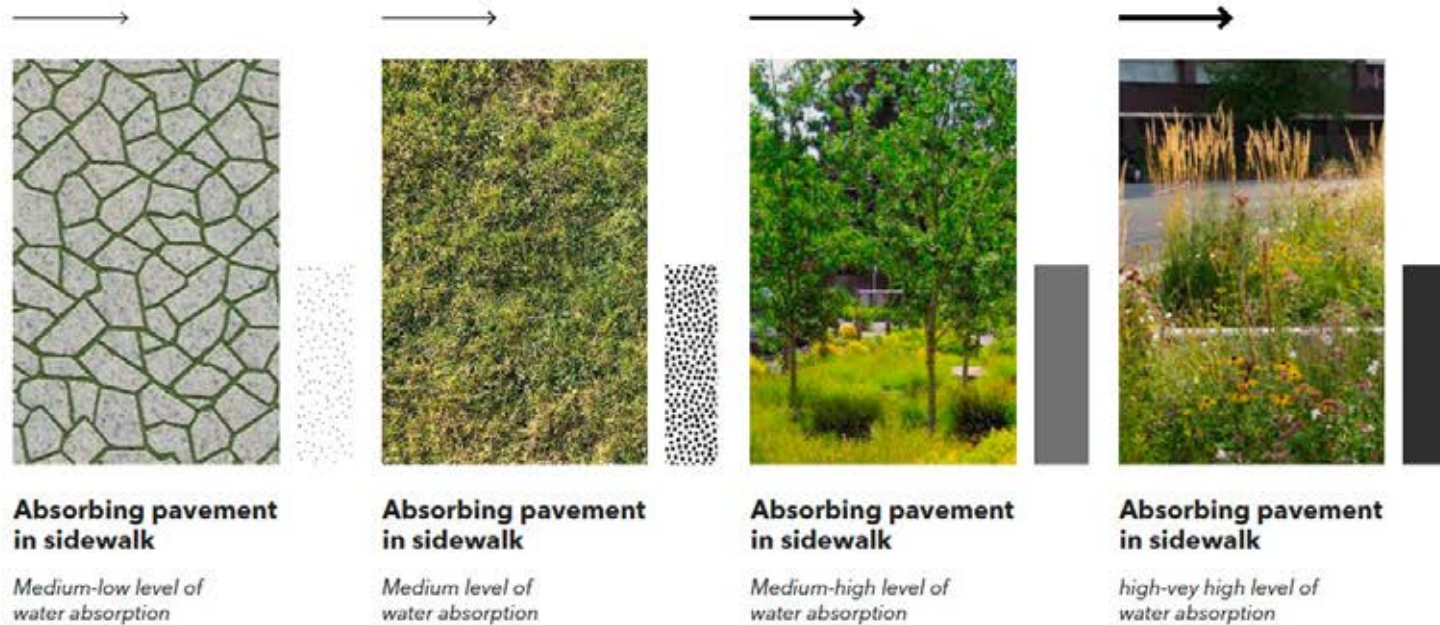 Absorbing pavement
in sidewalk
Medium-low level of
water absorption
Absorbing pavement
in sidewalk
Medium level of
water absorption
Absorbing pavement
in sidewalk
Medium-high level of
water absorption
Absorbing pavement
in sidewalk
high-vey high level of
water absorption